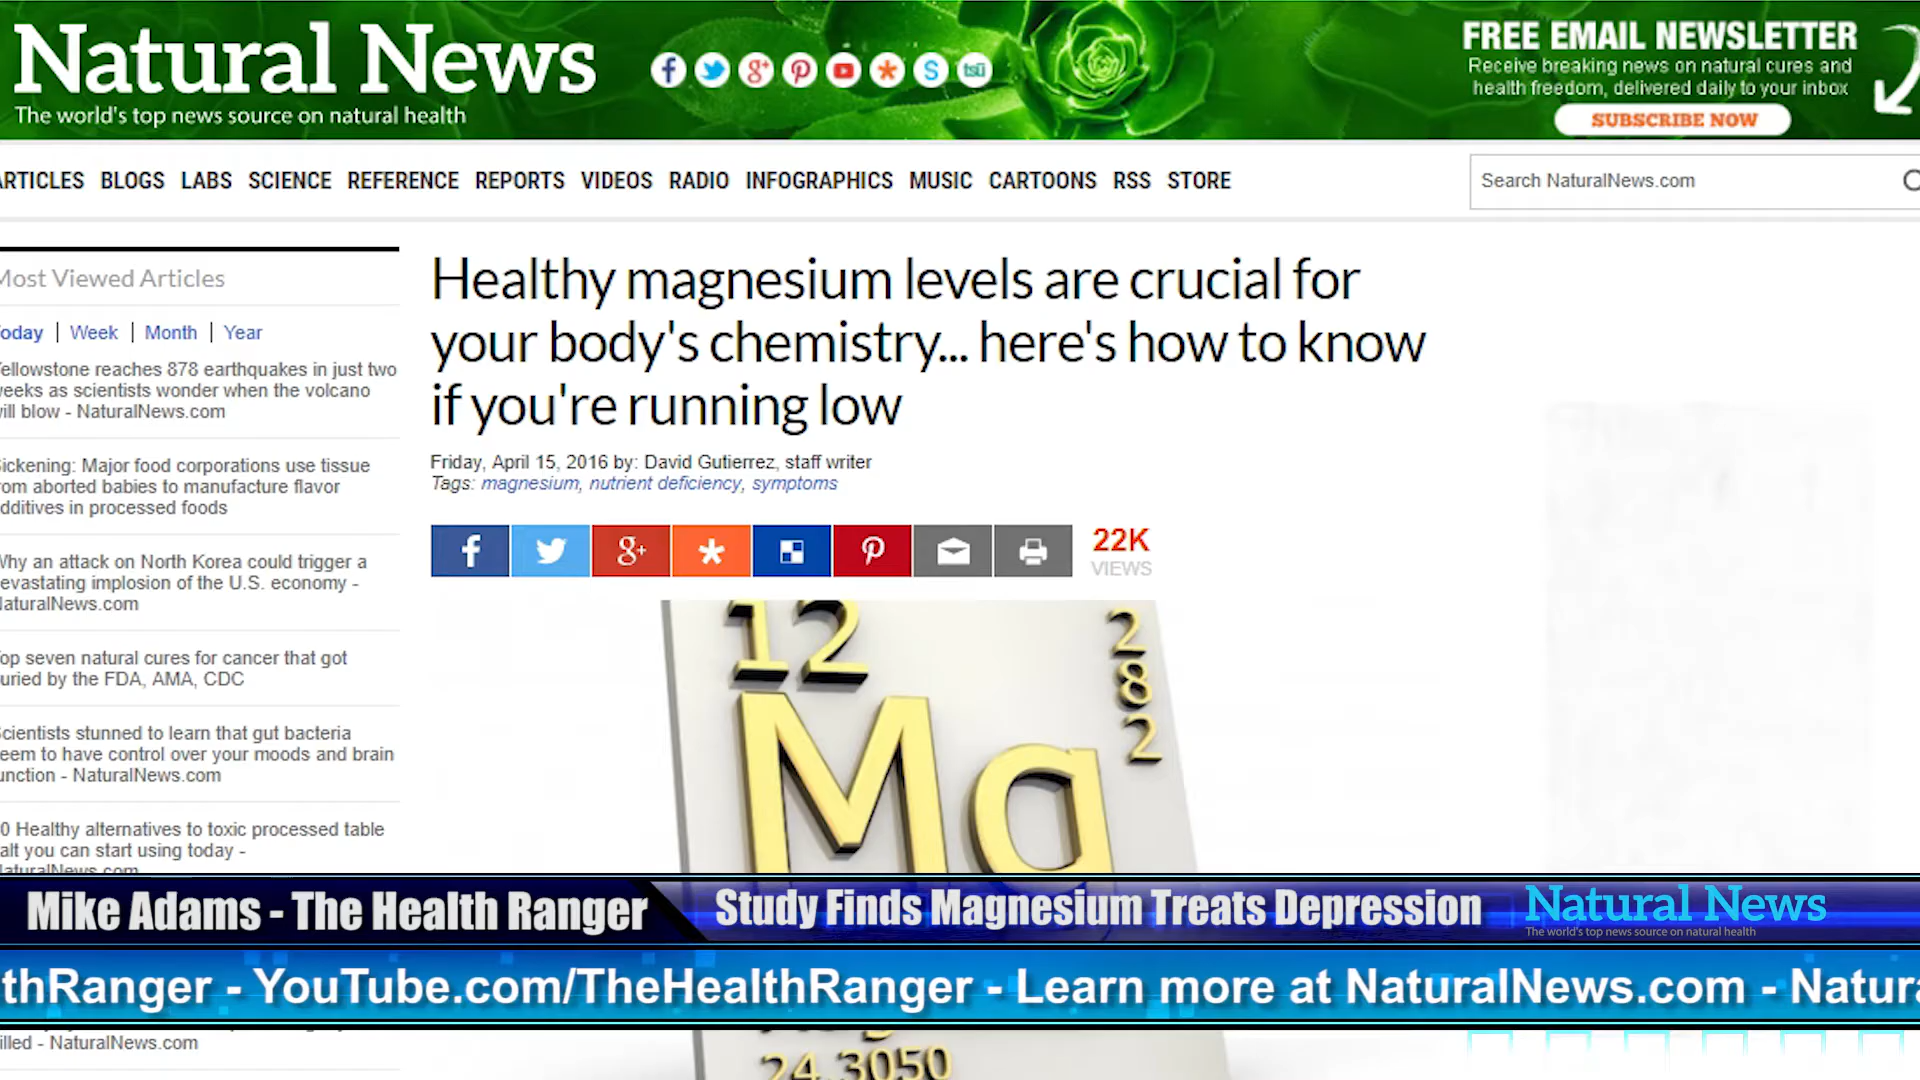 Natural News
The world's top news source on natural health
FREE EMAIL NEWSLETTER
Receive breaking news on natural cures and
health freedom, delivered daily to your inbox
SUBSCRIBE NOW
ARTICLES BLOGS LABS SCIENCE REFERENCE REPORTS VIDEOS RADIO INFOGRAPHICS MUSIC CARTOONS RSS STORE
Search NaturalNews.com
Most Viewed Articles
oday | Week | Month | Year
ellowstone reaches 878 earthquakes in just two
eeks as scientists wonder when the volcano
ill blow - NaturalNews.com
ickening: Major food corporations use tissue
om aborted babies to manufacture flavor
dditives in processed foods
Why an attack on North Korea could trigger a
evastating implosion of the U.S. economy -
NaturalNews.com
op seven natural cures for cancer that got
uried by the FDA, AMA, CDC
cientists stunned to learn that gut bacteria
eem to have control over your moods and brain
unction - NaturalNews.com
0 Healthy alternatives to toxic processed table
alt you can start using today -
NaturalNews.com
Healthy magnesium levels are crucial for
your body's chemistry... here's how to know
if you're running low
Friday, April 15, 2016 by: David Gutierrez, staff writer
Tags: magnesium, nutrient deficiency, symptoms
22K
VIEWS
12
2
8
2
Mg
Mike Adams - The Health Ranger
Study Finds Magnesium Treats Depression
Natural News
The world's top news source on natural health
thRanger - YouTube.com/TheHealthRanger - Learn more at NaturalNews.com - Natur
illed - NaturalNews.com
24.3050